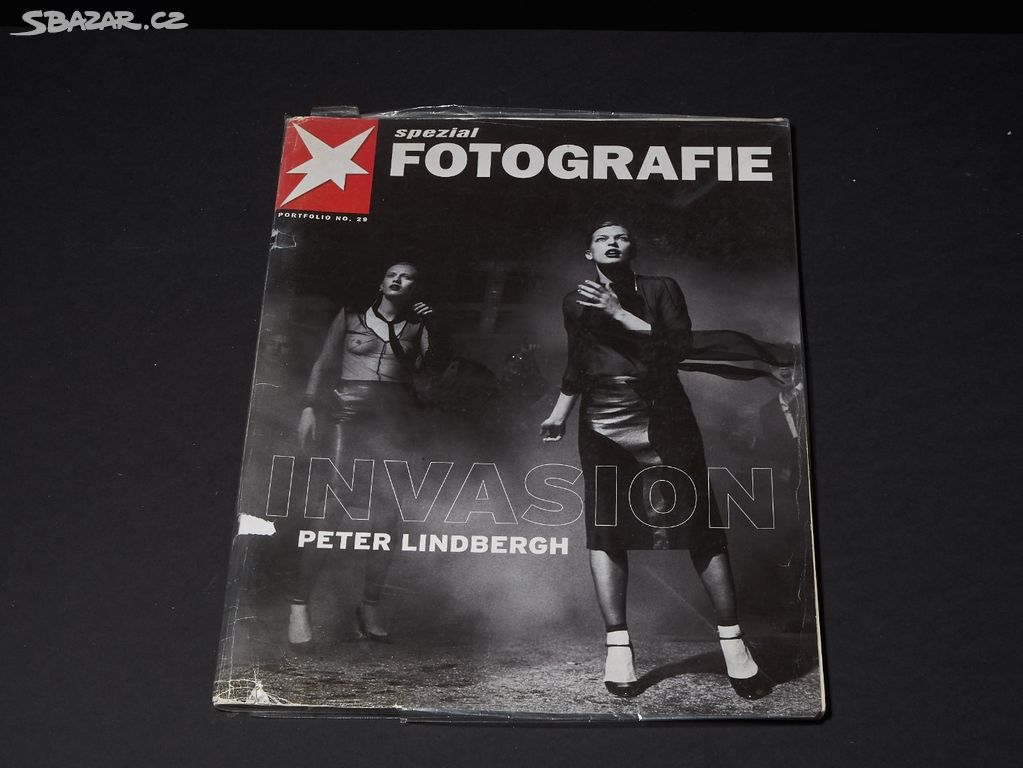 SBAZAR.CZ
spezial
FOTOGRAFIE
PORTFOLIO NO. 29
INVASION
PETER LINDBERGH